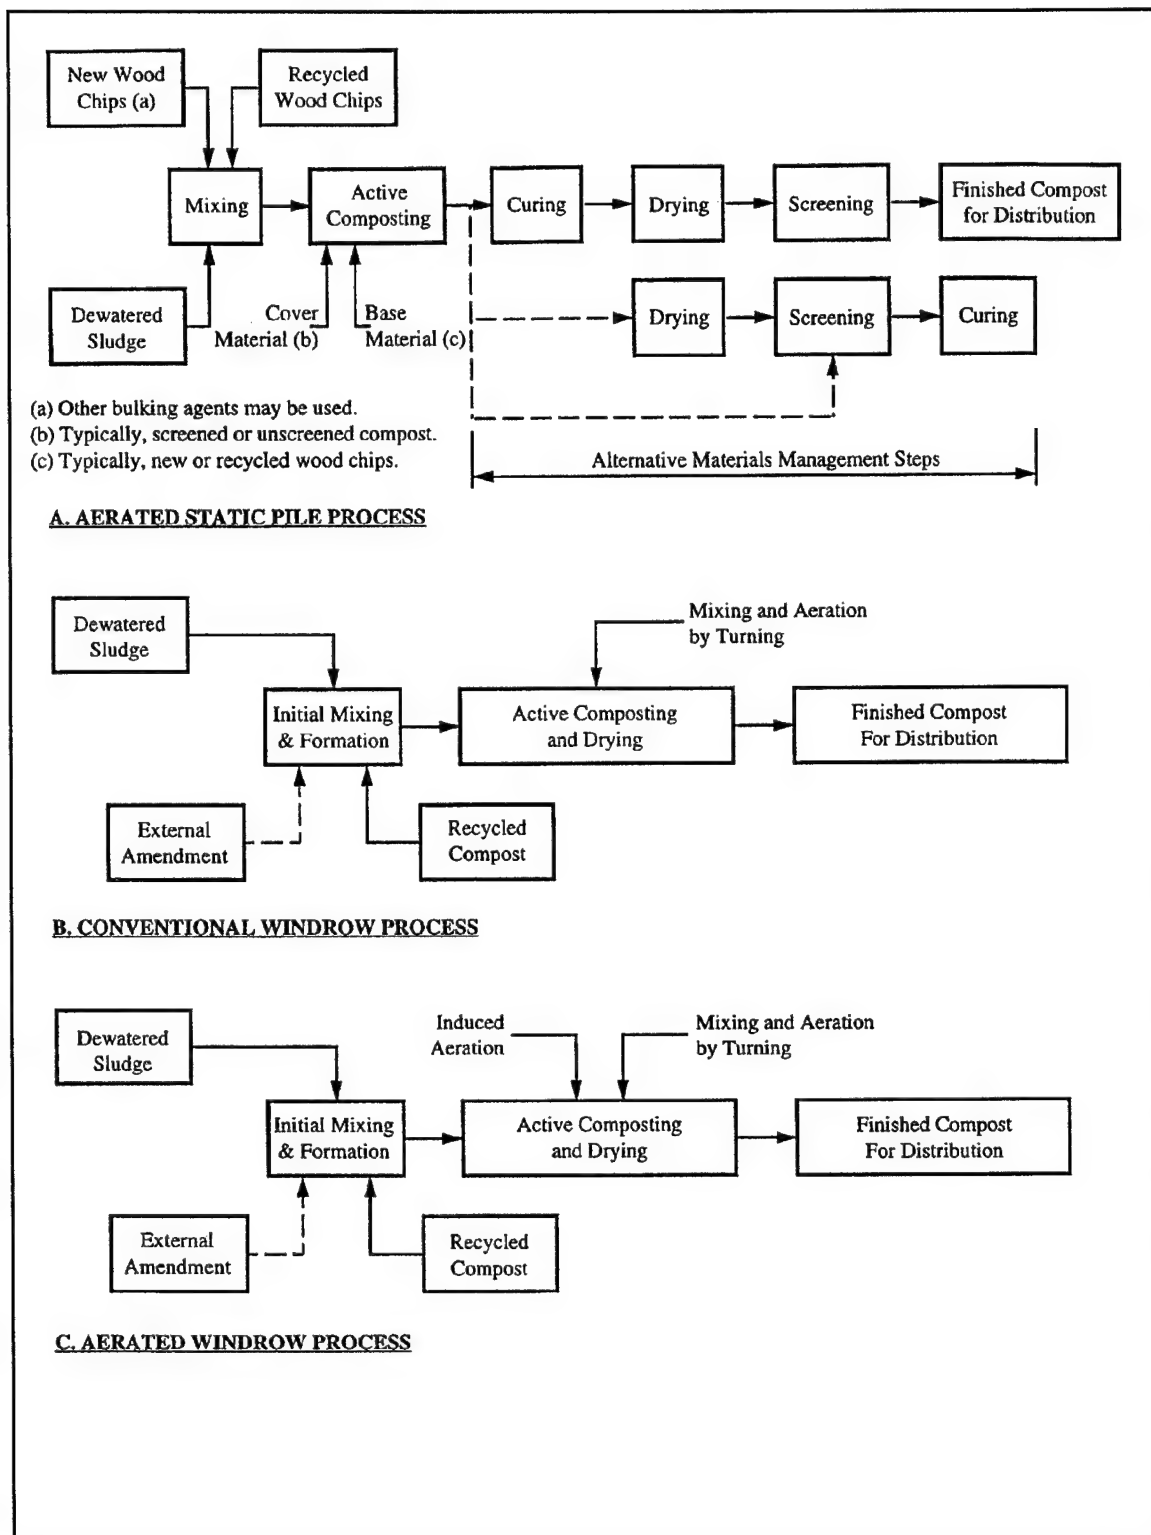 New Wood
Chips (a)
Recycled
Wood Chips
Mixing
Active
Composting
Curing
Drying
Screening
Finished Compost
for Distribution
Dewatered
Sludge
Cover
Material (b)
Base
Material (c)
Drying
Screening
Curing
(a) Other bulking agents may be used.
(b) Typically, screened or unscreened compost.
(c) Typically, new or recycled wood chips.
Alternative Materials Management Steps
A. AERATED STATIC PILE PROCESS
Dewatered
Sludge
Mixing and Aeration
by Turning
Initial Mixing
& Formation
Active Composting
and Drying
Finished Compost
For Distribution
External
Amendment
Recycled
Compost
B. CONVENTIONAL WINDROW PROCESS
Dewatered
Sludge
Induced
Aeration
Mixing and Aeration
by Turning
Initial Mixing
& Formation
Active Composting
and Drying
Finished Compost
For Distribution
External
Amendment
Recycled
Compost
C. AERATED WINDROW PROCESS